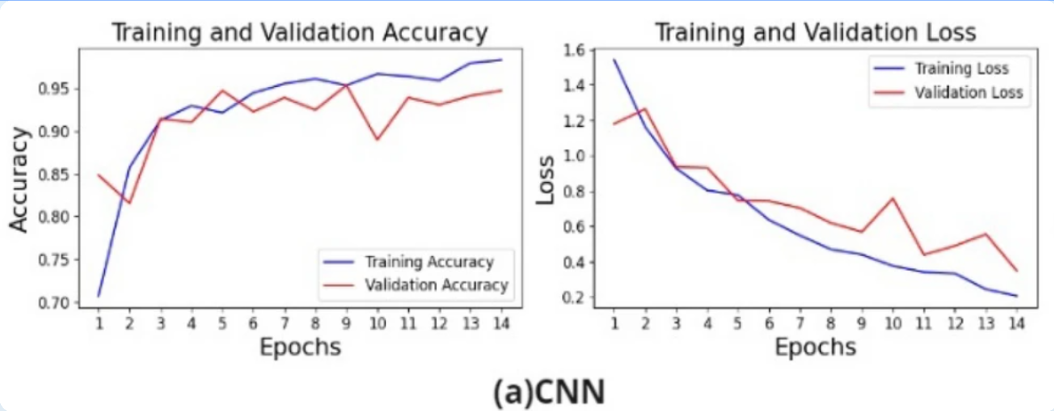 Training and Validation Accuracy
Accuracy
0.95
0.90
0.85
0.80
0.75
0.70
Training Accuracy
Validation Accuracy
1 2 3 4 5 6 7 8 9 10 11 12 13 14
Epochs
Training and Validation Loss
Loss
1.6
1.4
1.2
1.0
0.8
0.6
0.4
0.2
Training Loss
Validation Loss
1 2 3 4 5 6 7 8 9 10 11 12 13 14
Epochs
(a)CNN